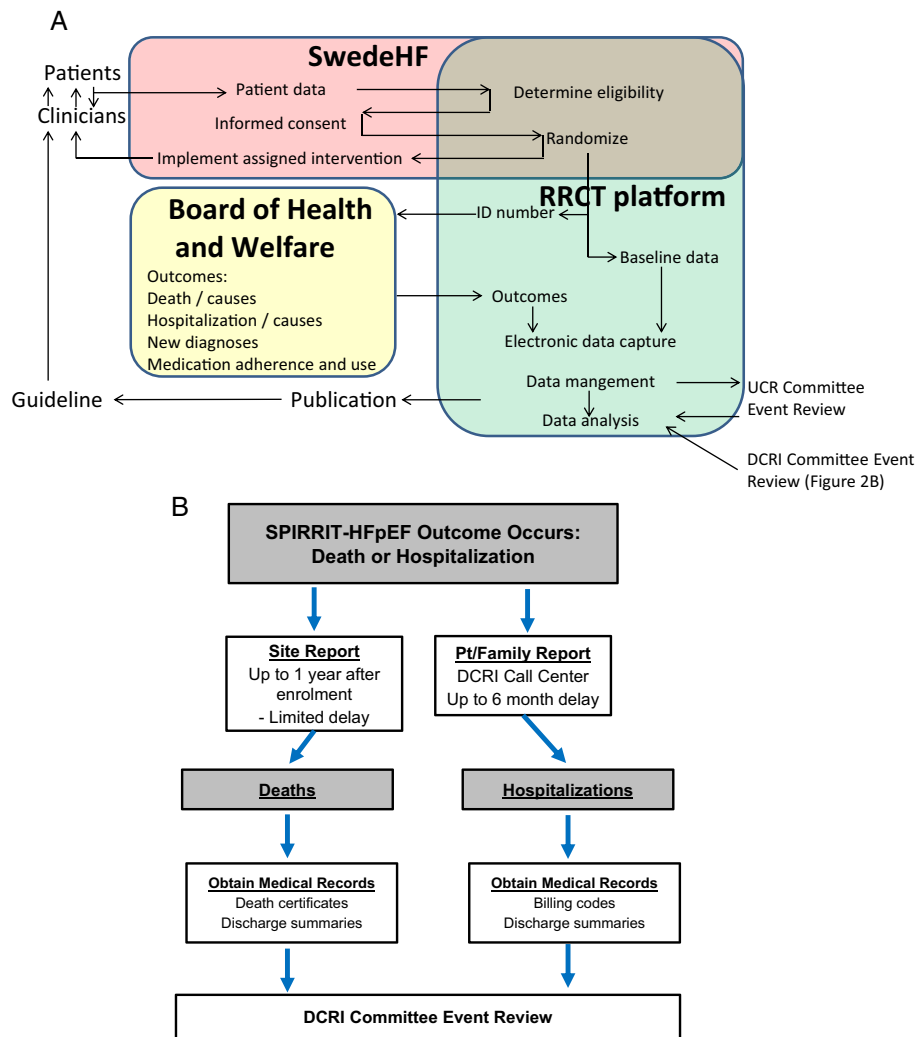 A
SwedeHF
Patients
Patient data
Determine eligibility
Clinicians
Informed consent
Randomize
Implement assigned intervention
RRCT platform
Board of Health
and Welfare
ID number
Baseline data
Outcomes:
Death / causes
Hospitalization / causes
New diagnoses
Medication adherence and use
Outcomes
Electronic data capture
Guideline
Publication
Data mangement
Data analysis
UCR Committee
Event Review
DCRI Committee Event
Review (Figure 2B)
B
SPIRRIT-HFpEF Outcome Occurs:
Death or Hospitalization
Site Report
Up to 1 year after
enrolment
- Limited delay
Pt/Family Report
DCRI Call Center
Up to 6 month delay
Deaths
Hospitalizations
Obtain Medical Records
Death certificates
Discharge summaries
Obtain Medical Records
Billing codes
Discharge summaries
DCRI Committee Event Review